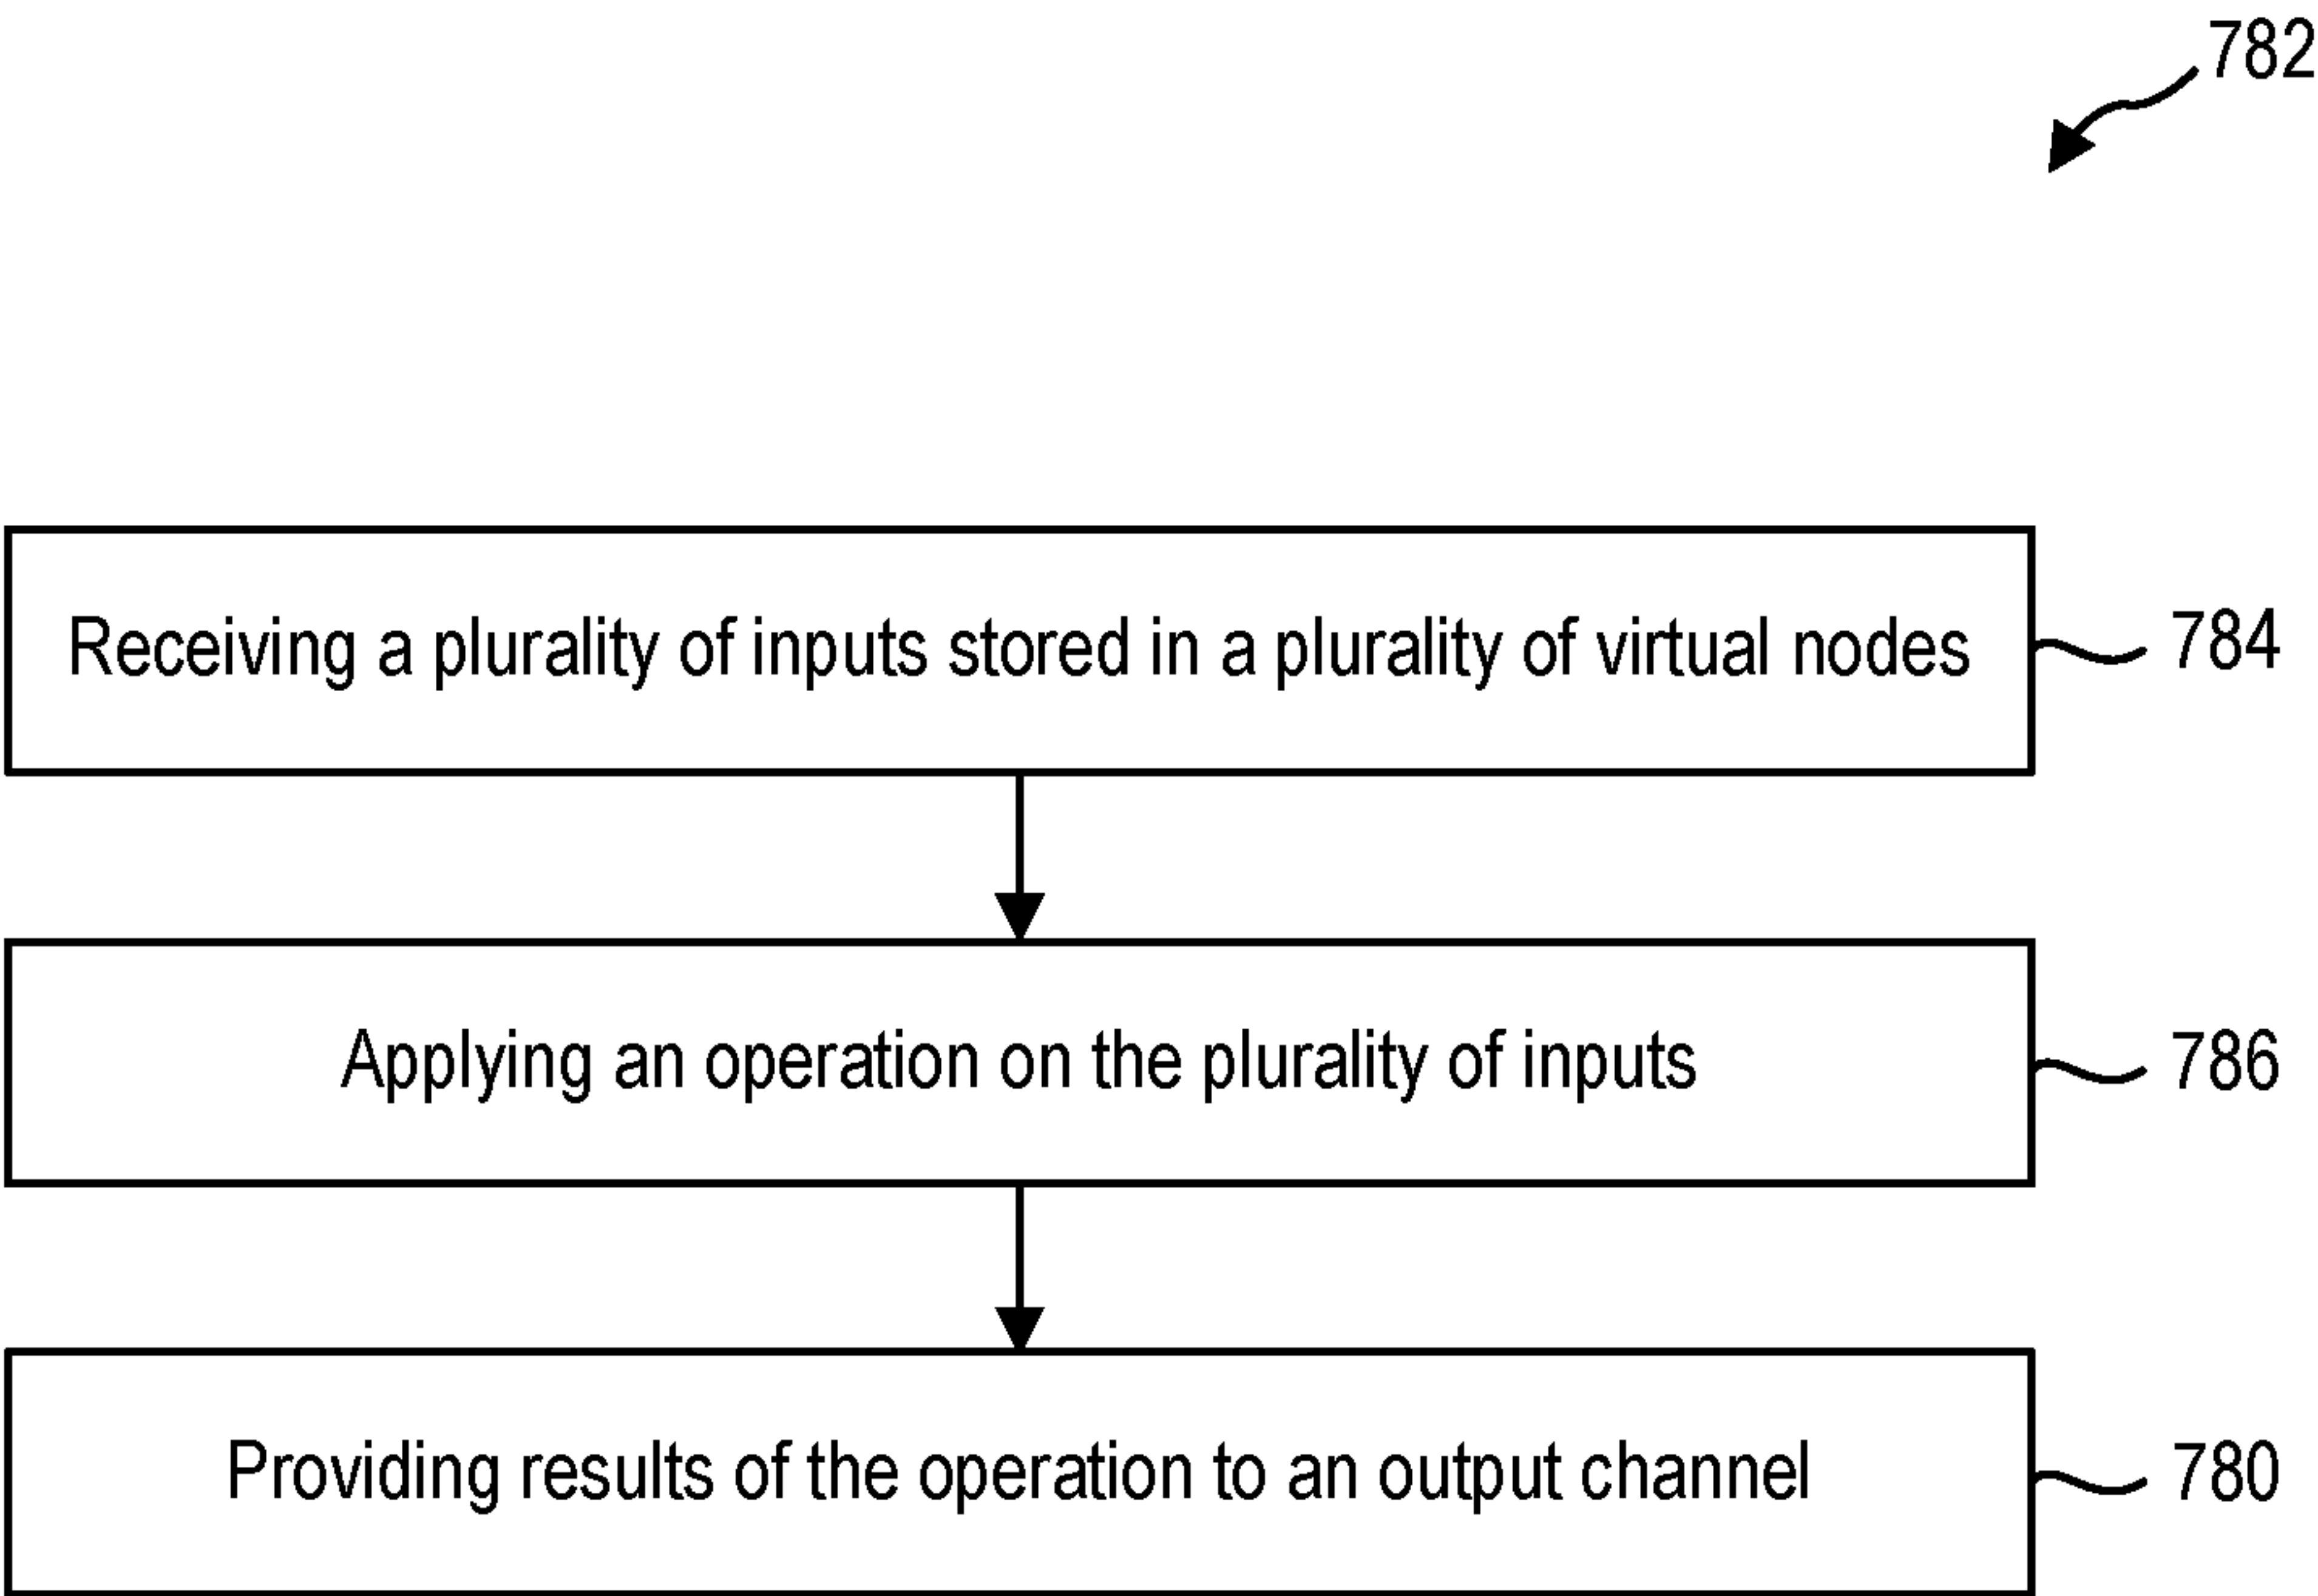 782
Receiving a plurality of inputs stored in a plurality of virtual nodes
784
Applying an operation on the plurality of inputs
786
Providing results of the operation to an output channel
780